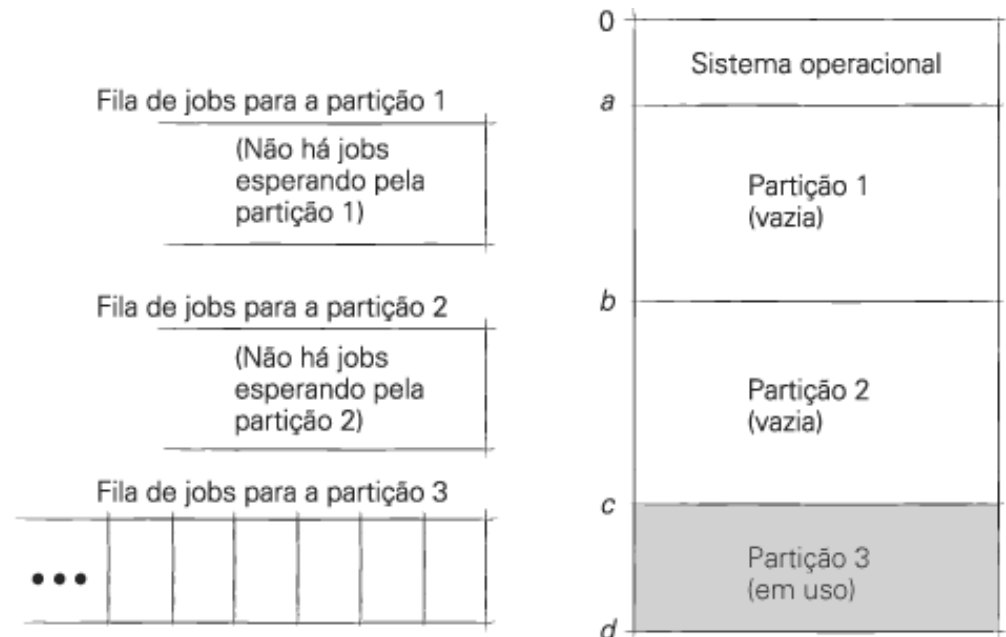 Fila de jobs para a partição 1
(Não há jobs
esperando pela
partição 1)
Fila de jobs para a partição 2
(Não há jobs
esperando pela
partição 2)
Fila de jobs para a partição 3
•••
0
Sistema operacional
a
Partição 1
(vazia)
b
Partição 2
(vazia)
c
Partição 3
(em uso)
d